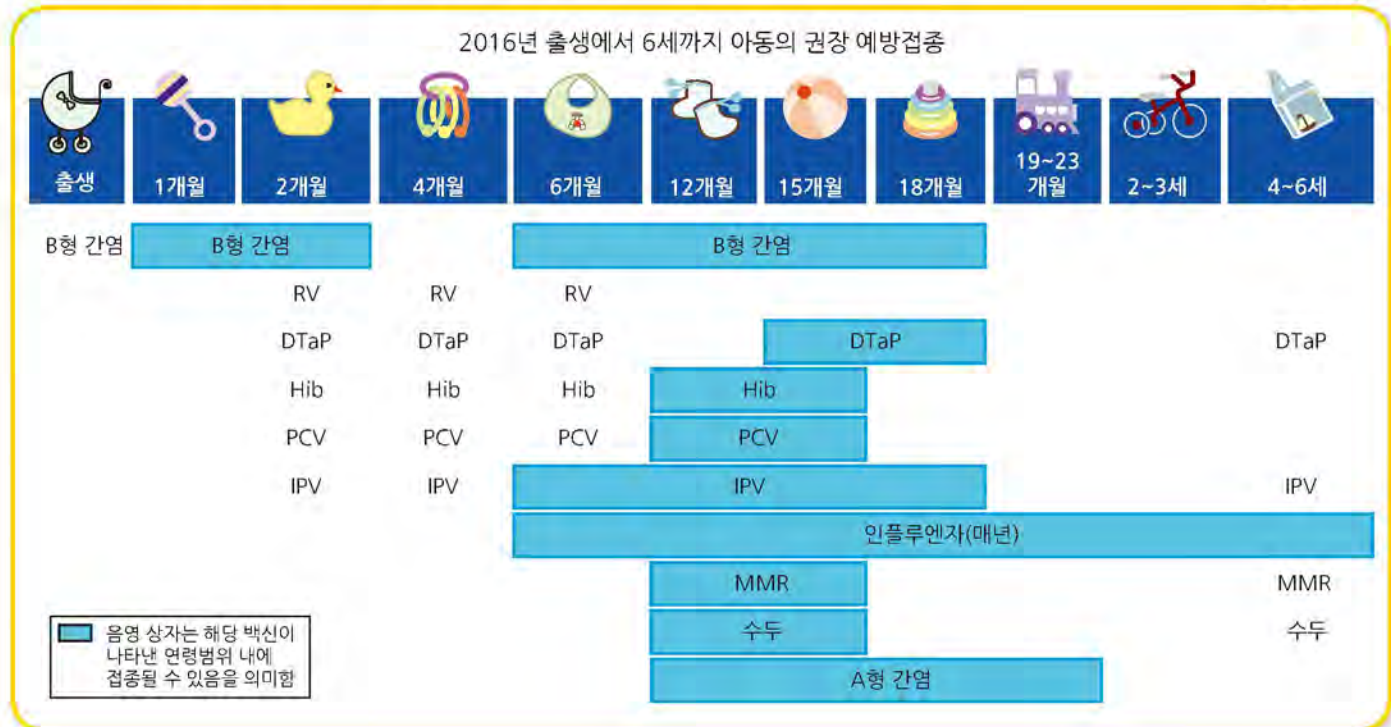 2016년 출생에서 6세까지 아동의 권장 예방접종
출생 1개월 2개월 4개월 6개월 12개월 15개월 18개월 19~23 개월 2~3세 4~6세
B형 간염 B형 간염 B형 간염
RV RV RV
DTaP DTaP DTaP DTaP DTaP
Hib Hib Hib Hib
PCV PCV PCV PCV
IPV IPV IPV IPV
인플루엔자(매년)
MMR MMR
수두 수두
A형 간염
음영 상자는 해당 백신이
나타낸 연령범위 내에
접종될 수 있음을 의미함